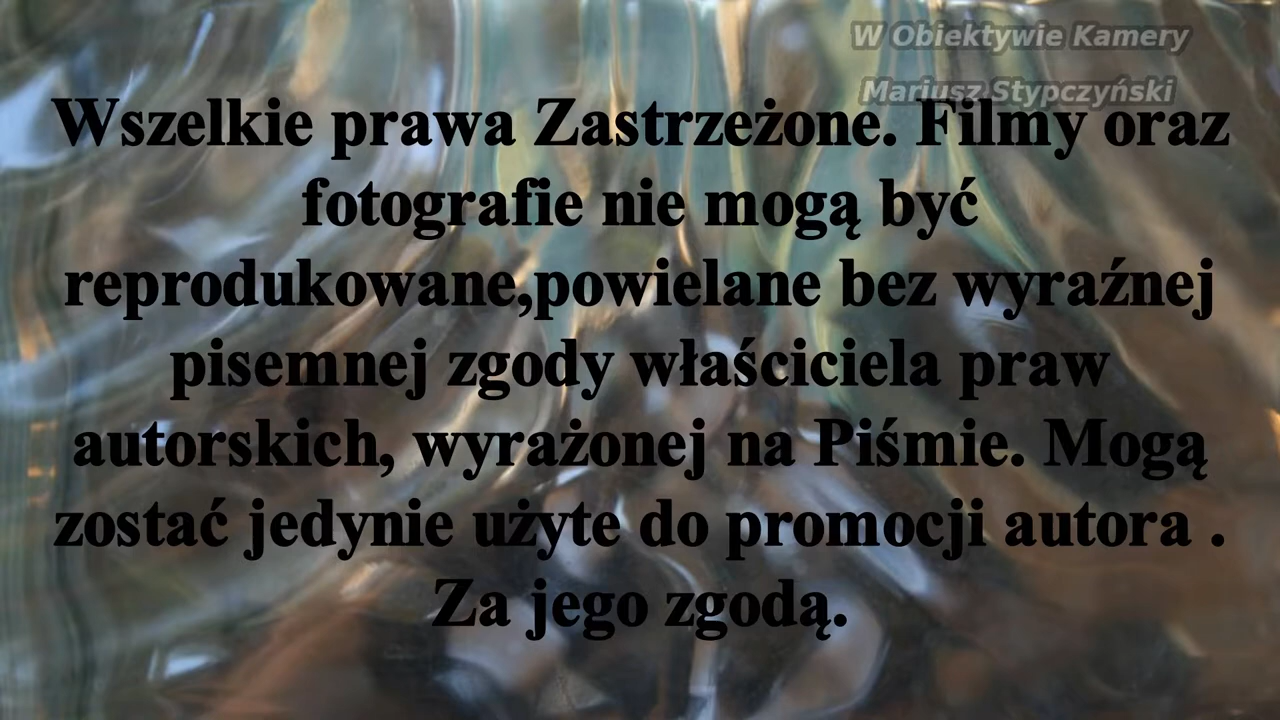 W Obiektywie Kamery
Mariusz Stypczyński
Wszelkie prawa Zastrzeżone. Filmy oraz
fotografie nie mogą być
reprodukowane,powielane bez wyraźnej
pisemnej zgody właściciela praw
autorskich, wyrażonej na Piśmie. Mogą
zostać jedynie użyte do promocji autora .
Za jego zgodą.